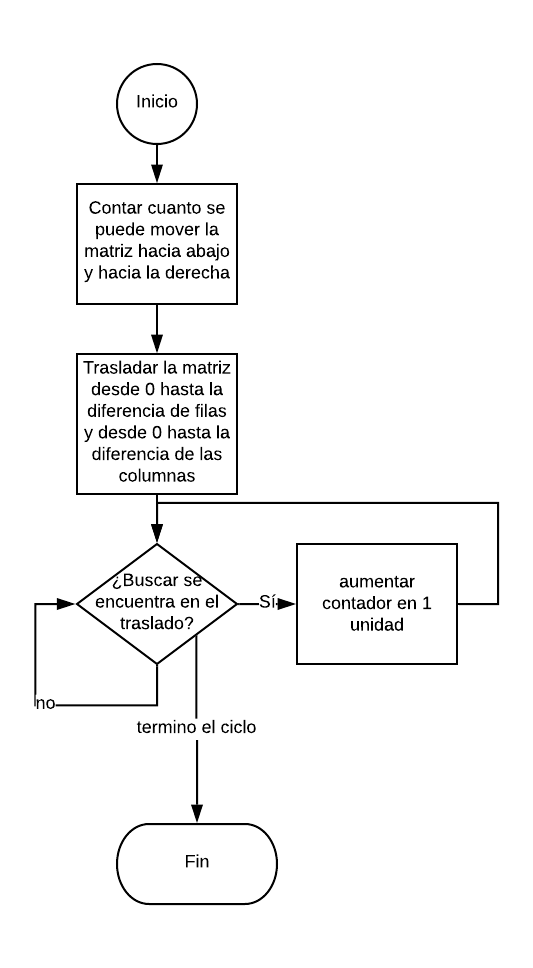 Inicio
Contar cuanto se
puede mover la
matriz hacia abajo
y hacia la derecha
Trasladar la matriz
desde 0 hasta la
diferencia de filas
y desde 0 hasta la
diferencia de las
columnas
¿Buscar se
encuentra en el
traslado?
Sí
aumentar
contador en 1
unidad
no
termino el ciclo
Fin